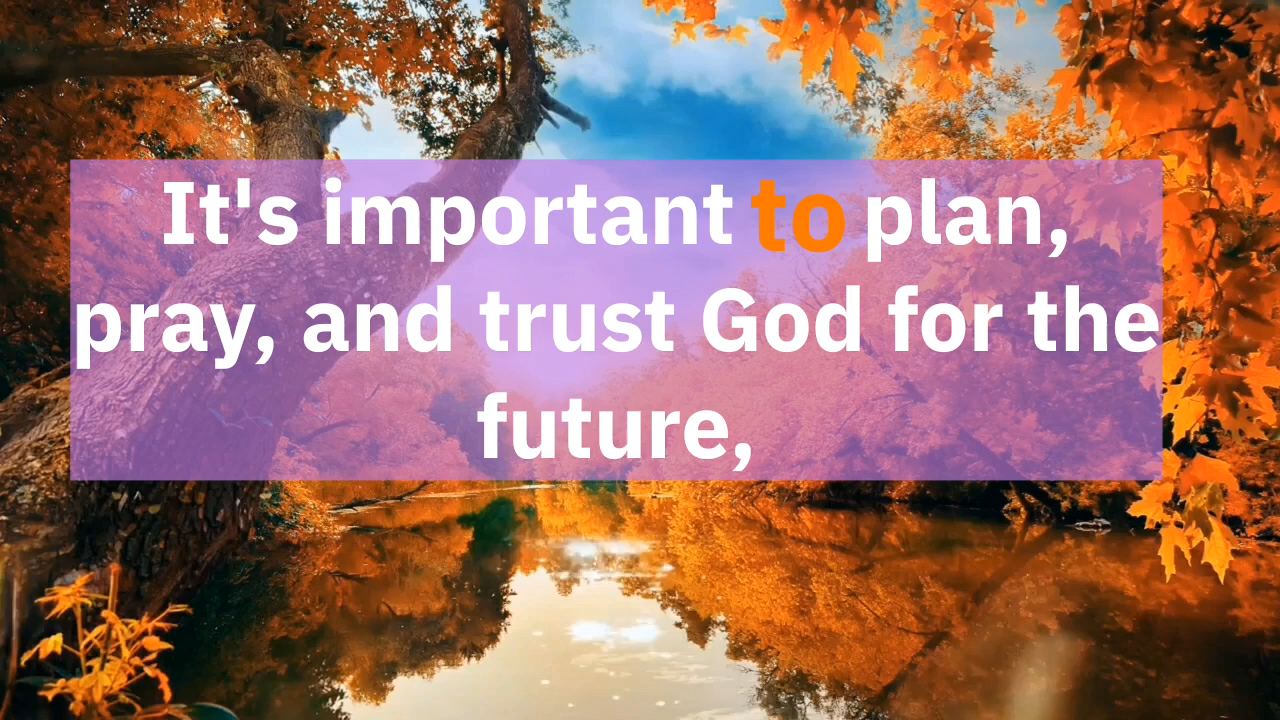 It's important to plan,
pray, and trust God for the
future,